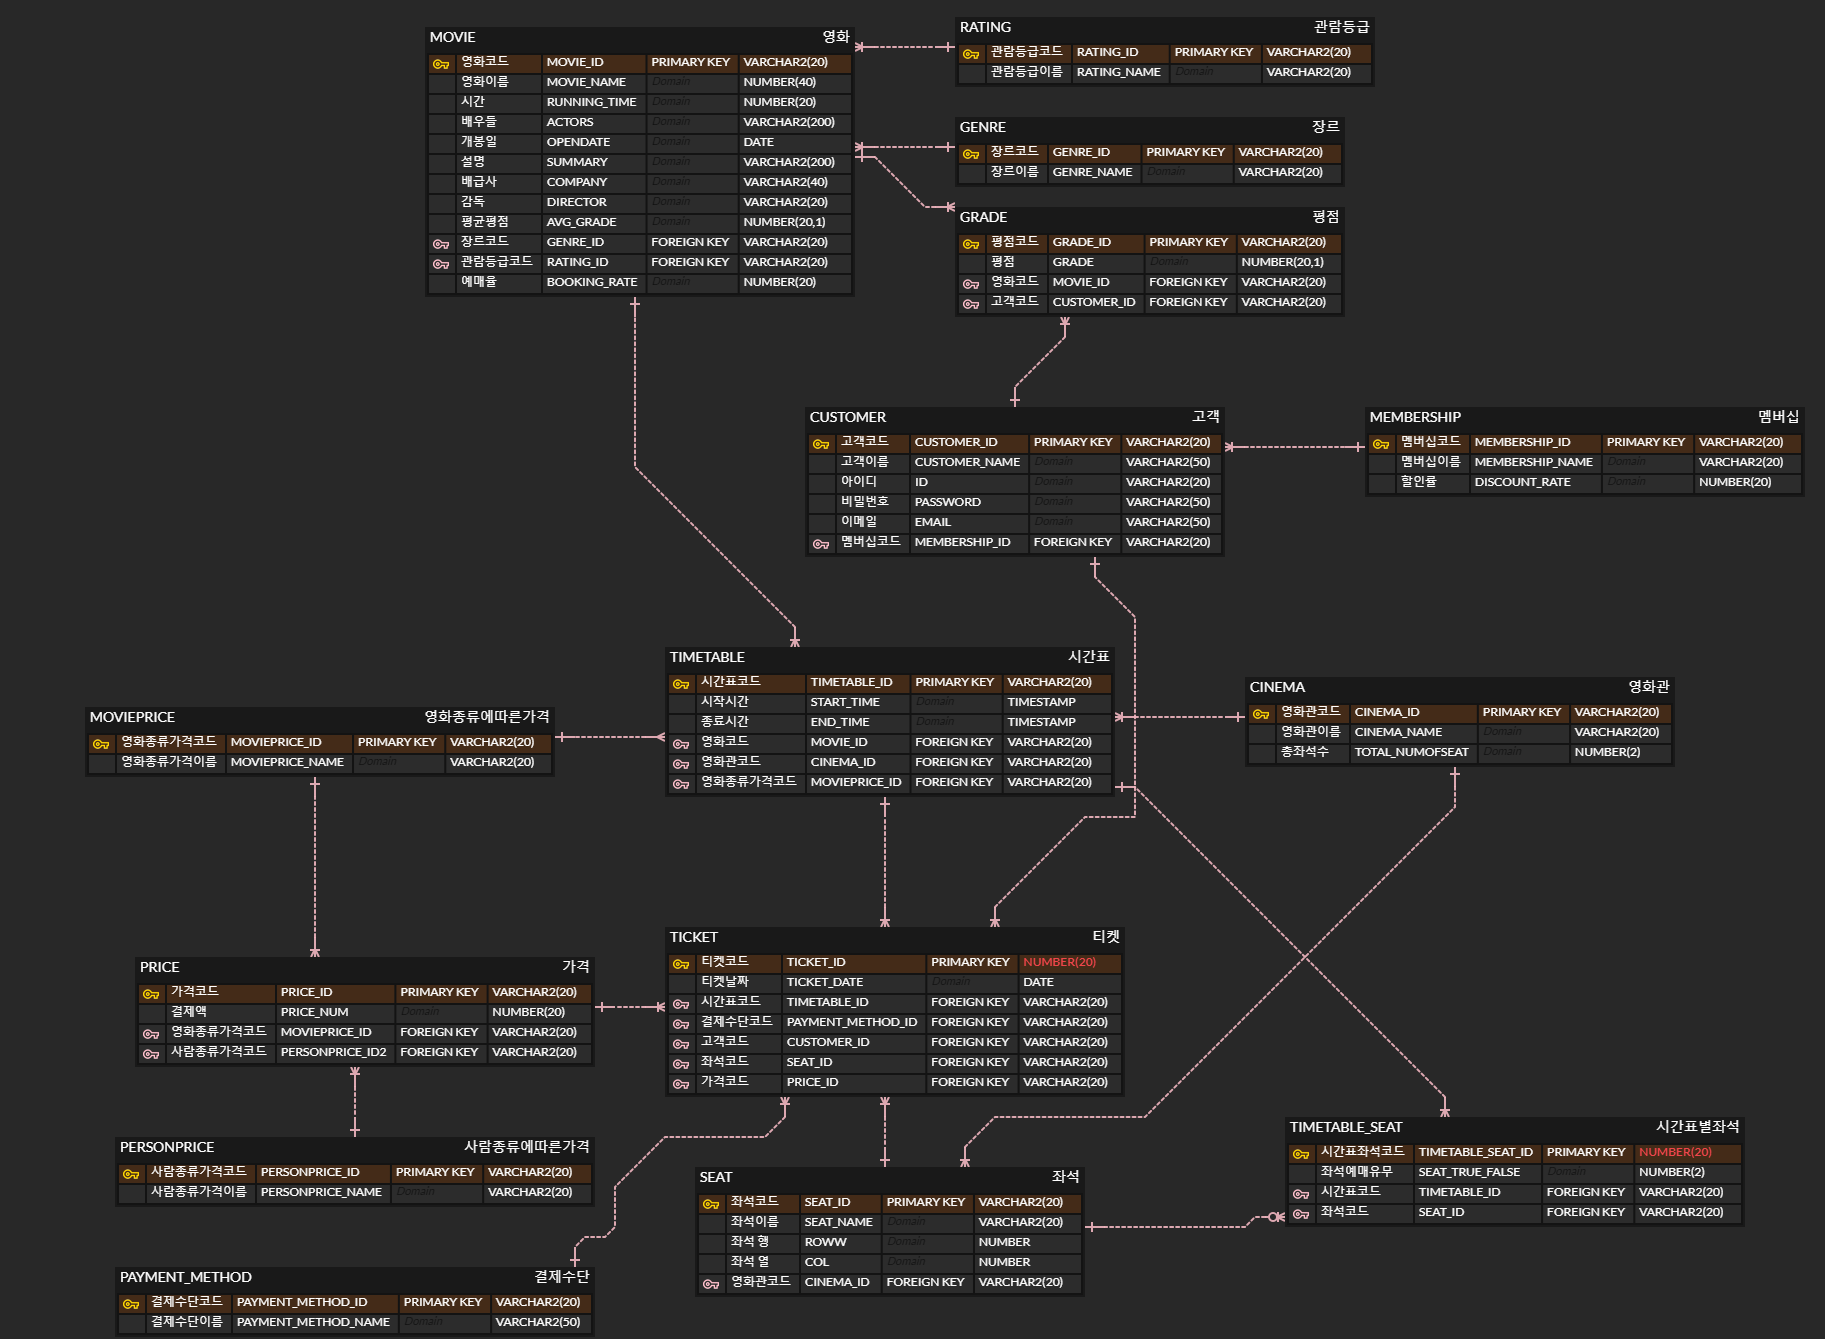 MOVIE 영화
영화코드 MOVIE_ID PRIMARY KEY VARCHAR2(20)
영화이름 MOVIE_NAME Domain NUMBER(40)
시간 RUNNING_TIME Domain NUMBER(20)
배우들 ACTORS Domain VARCHAR2(200)
개봉일 OPENDATE Domain DATE
설명 SUMMARY Domain VARCHAR2(200)
배급사 COMPANY Domain VARCHAR2(40)
감독 DIRECTOR Domain VARCHAR2(20)
평균평점 AVG_GRADE Domain NUMBER(20,1)
장르코드 GENRE_ID FOREIGN KEY VARCHAR2(20)
관람등급코드 RATING_ID FOREIGN KEY VARCHAR2(20)
예매율 BOOKING_RATE Domain NUMBER(20)
RATING 관람등급
관람등급코드 RATING_ID PRIMARY KEY VARCHAR2(20)
관람등급이름 RATING_NAME Domain VARCHAR2(20)
GENRE 장르
장르코드 GENRE_ID PRIMARY KEY VARCHAR2(20)
장르이름 GENRE_NAME Domain VARCHAR2(20)
GRADE 평점
평점코드 GRADE_ID PRIMARY KEY VARCHAR2(20)
평점 GRADE Domain NUMBER(20,1)
영화코드 MOVIE_ID FOREIGN KEY VARCHAR2(20)
고객코드 CUSTOMER_ID FOREIGN KEY VARCHAR2(20)
CUSTOMER 고객
고객코드 CUSTOMER_ID PRIMARY KEY VARCHAR2(20)
고객이름 CUSTOMER_NAME Domain VARCHAR2(50)
아이디 ID Domain VARCHAR2(20)
비밀번호 PASSWORD Domain VARCHAR2(50)
이메일 EMAIL Domain VARCHAR2(50)
멤버십코드 MEMBERSHIP_ID FOREIGN KEY VARCHAR2(20)
MEMBERSHIP 멤버십
멤버십코드 MEMBERSHIP_ID PRIMARY KEY VARCHAR2(20)
멤버십이름 MEMBERSHIP_NAME Domain VARCHAR2(20)
할인률 DISCOUNT_RATE Domain NUMBER(20)
TIMETABLE 시간표
시간표코드 TIMETABLE_ID PRIMARY KEY VARCHAR2(20)
시작시간 START_TIME Domain TIMESTAMP
종료시간 END_TIME Domain TIMESTAMP
영화코드 MOVIE_ID FOREIGN KEY VARCHAR2(20)
영화관코드 CINEMA_ID FOREIGN KEY VARCHAR2(20)
영화종류가격코드 MOVIEPRICE_ID FOREIGN KEY VARCHAR2(20)
CINEMA 영화관
영화관코드 CINEMA_ID PRIMARY KEY VARCHAR2(20)
영화관이름 CINEMA_NAME Domain VARCHAR2(20)
총좌석수 TOTAL_NUMOFSEAT Domain NUMBER(2)
MOVIEPRICE 영화종류에따른가격
영화종류가격코드 MOVIEPRICE_ID PRIMARY KEY VARCHAR2(20)
영화종류가격이름 MOVIEPRICE_NAME Domain VARCHAR2(20)
PRICE 가격
가격코드 PRICE_ID PRIMARY KEY VARCHAR2(20)
결제액 PRICE_NUM Domain NUMBER(20)
영화종류가격코드 MOVIEPRICE_ID FOREIGN KEY VARCHAR2(20)
사람종류가격코드 PERSONPRICE_ID2 FOREIGN KEY VARCHAR2(20)
TICKET 티켓
티켓코드 TICKET_ID PRIMARY KEY NUMBER(20)
티켓날짜 TICKET_DATE Domain DATE
시간표코드 TIMETABLE_ID FOREIGN KEY VARCHAR2(20)
결제수단코드 PAYMENT_METHOD_ID FOREIGN KEY VARCHAR2(20)
고객코드 CUSTOMER_ID FOREIGN KEY VARCHAR2(20)
좌석코드 SEAT_ID FOREIGN KEY VARCHAR2(20)
가격코드 PRICE_ID FOREIGN KEY VARCHAR2(20)
PERSONPRICE 사람종류에따른가격
사람종류가격코드 PERSONPRICE_ID PRIMARY KEY VARCHAR2(20)
사람종류가격이름 PERSONPRICE_NAME Domain VARCHAR2(20)
SEAT 좌석
좌석코드 SEAT_ID PRIMARY KEY VARCHAR2(20)
좌석이름 SEAT_NAME Domain VARCHAR2(20)
좌석 행 ROWW Domain NUMBER
좌석 열 COL Domain NUMBER
영화관코드 CINEMA_ID FOREIGN KEY VARCHAR2(20)
TIMETABLE_SEAT 시간표별좌석
시간표좌석코드 TIMETABLE_SEAT_ID PRIMARY KEY NUMBER(20)
좌석예매유무 SEAT_TRUE_FALSE Domain NUMBER(2)
시간표코드 TIMETABLE_ID FOREIGN KEY VARCHAR2(20)
좌석코드 SEAT_ID FOREIGN KEY VARCHAR2(20)
PAYMENT_METHOD 결제수단
결제수단코드 PAYMENT_METHOD_ID PRIMARY KEY VARCHAR2(20)
결제수단이름 PAYMENT_METHOD_NAME Domain VARCHAR2(50)